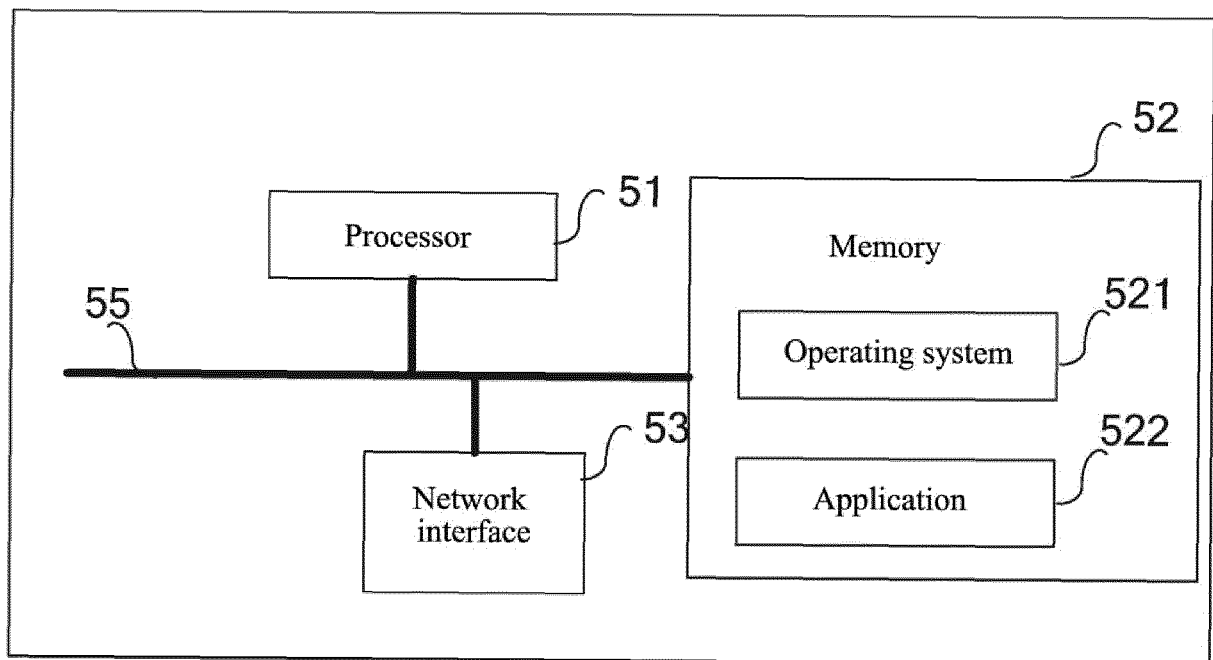 52
51
Processor
Memory
55
521
Operating system
53
522
Network
interface
Application